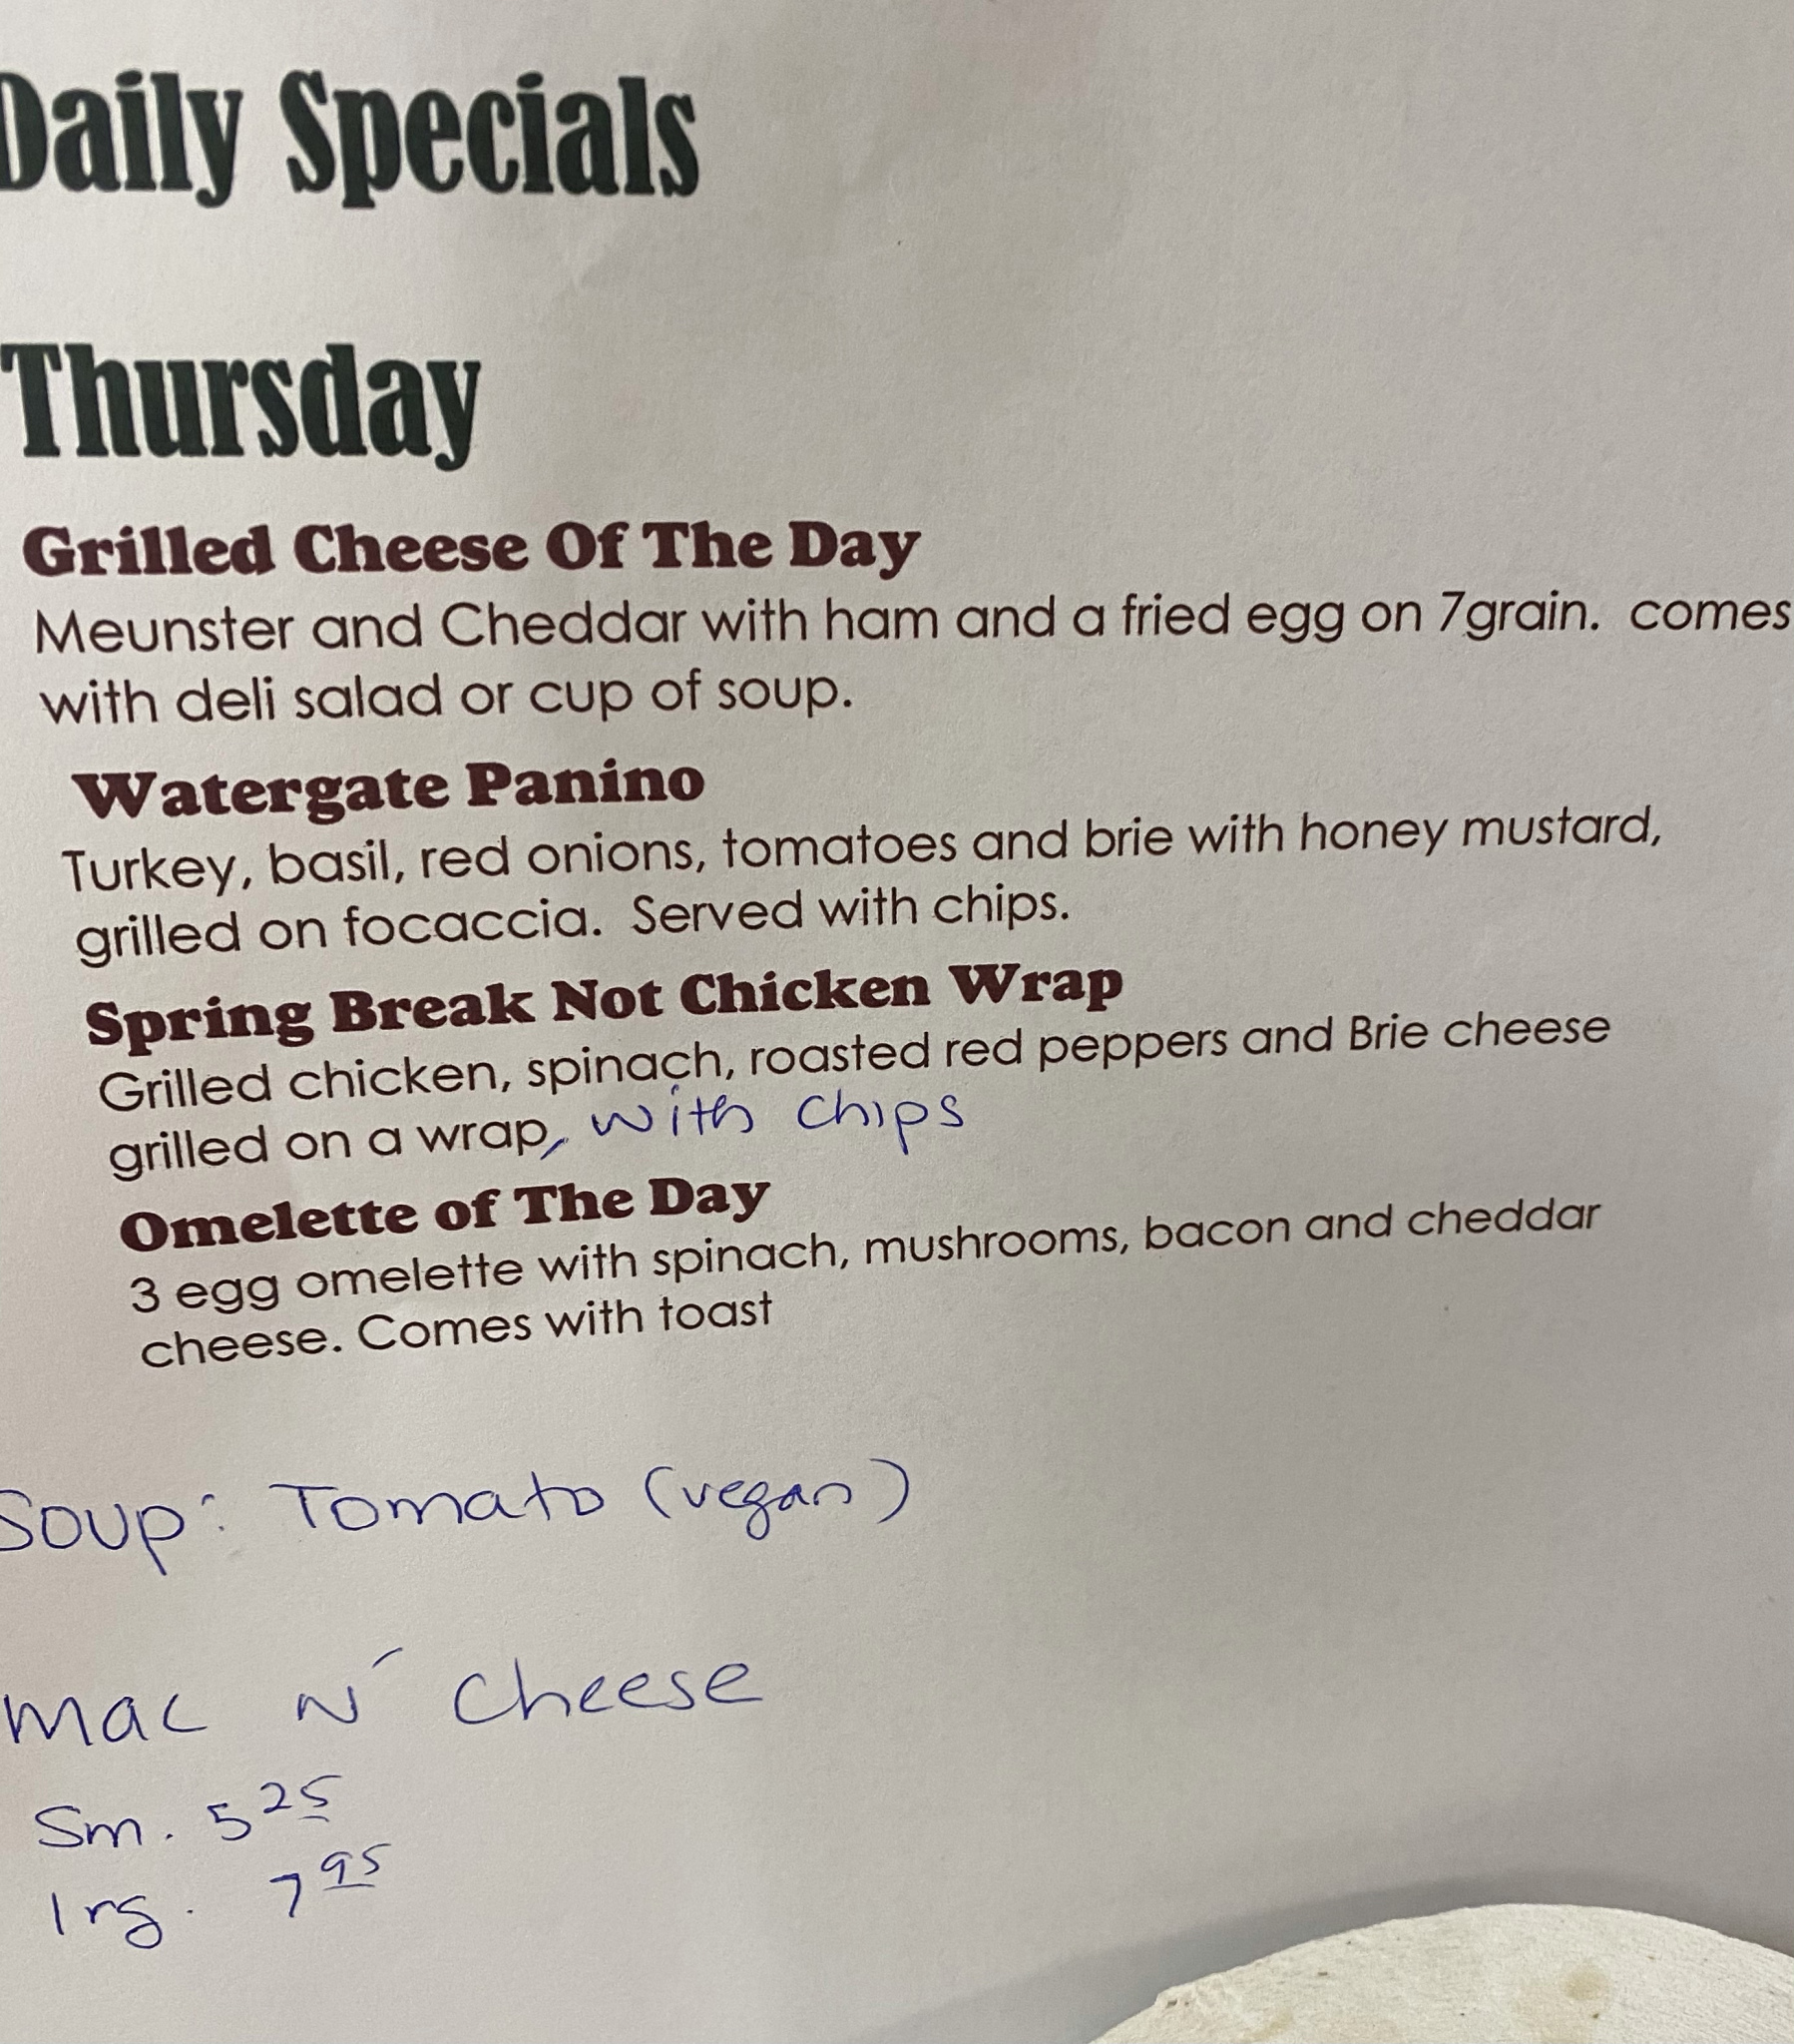 Daily Specials
Thursday
Grilled Cheese Of The Day
Meunster and Cheddar with ham and a fried egg on 7grain. comes
with deli salad or cup of soup.
Watergate Panino
Turkey, basil, red onions, tomatoes and brie with honey mustard,
grilled on focaccia. Served with chips.
Spring Break Not Chicken Wrap
Grilled chicken, spinach, roasted red peppers and Brie cheese
grilled on a wrap, with chips
Omelette of The Day
3 egg omelette with spinach, mushrooms, bacon and cheddar
cheese. Comes with toast
Soup: Tomato (vegan)
Mac N' Cheese
Sm. 5 25
lrg. 7 95